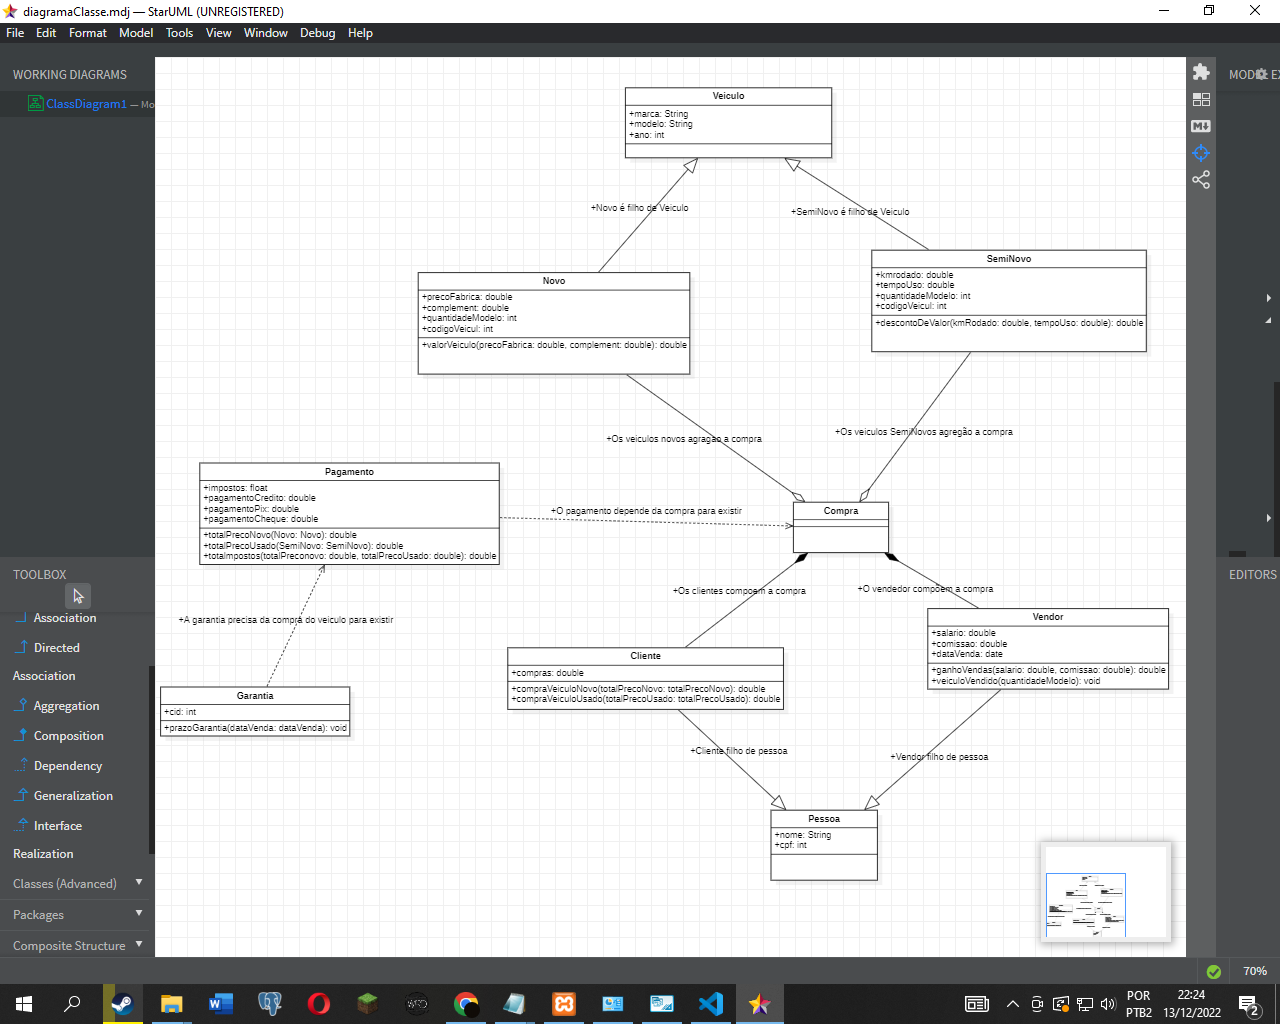 diagramaClasse.mdj — StarUML (UNREGISTERED)
File Edit Format Model Tools View Window Debug Help
WORKING DIAGRAMS
ClassDiagram1 — Mo
MOD
E
Veiculo
+marca: String
+modelo: String
+ano: int
+Novo é filho de Veiculo
+SemiNovo é filho de Veiculo
Novo
+precoFabrica: double
+complement: double
+quantidadeModelo: int
+codigoVeicul: int
+valorVeiculo(precoFabrica: double, complement: double): double
SemiNovo
+kmrodado: double
+tempoUso: double
+quantidadeModelo: int
+codigoVeicul: int
+descontoDeValor(kmRodado: double, tempoUso: double): double
+Os veiculos novos agragão a compra
+Os veiculos SemiNovos agregão a compra
Pagamento
+impostos: float
+pagamentoCredito: double
+pagamentoPix: double
+pagamentoCheque: double
+totalPrecoNovo(Novo: Novo): double
+totalPrecoUsado(SemiNovo: SemiNovo): double
+totalmpostos(totalPreconovo: double, totalPrecoUsado: double): double
+O pagamento depende da compra para existir
Compra
+Os clientes compoem a compra
+O vendedor compoem a compra
+A garantia precisa da compra do veiculo para existir
Garantia
+cid: int
+prazoGarantia(dataVenda: dataVenda): void
Cliente
+compras: double
+compraVeiculoNovo(totalPrecoNovo: totalPrecoNovo): double
+compraVeiculoUsado(totalPrecoUsado: totalPrecoUsado): double
Vendor
+salario: double
+comissao: double
+dataVenda: date
+ganhoVendas(salario: double, comissao: double): double
+veiculoVendido(quantidadeModelo): void
+Cliente filho de pessoa
+Vendor filho de pessoa
Pessoa
+nome: String
+cpf: int
TOOLBOX
Association
Directed
Association
Aggregation
Composition
Dependency
Generalization
Interface
Realization
Classes (Advanced)
Packages
Composite Structure
EDITORS
M
70%
POR
PTB2
22:24
13/12/2022
2